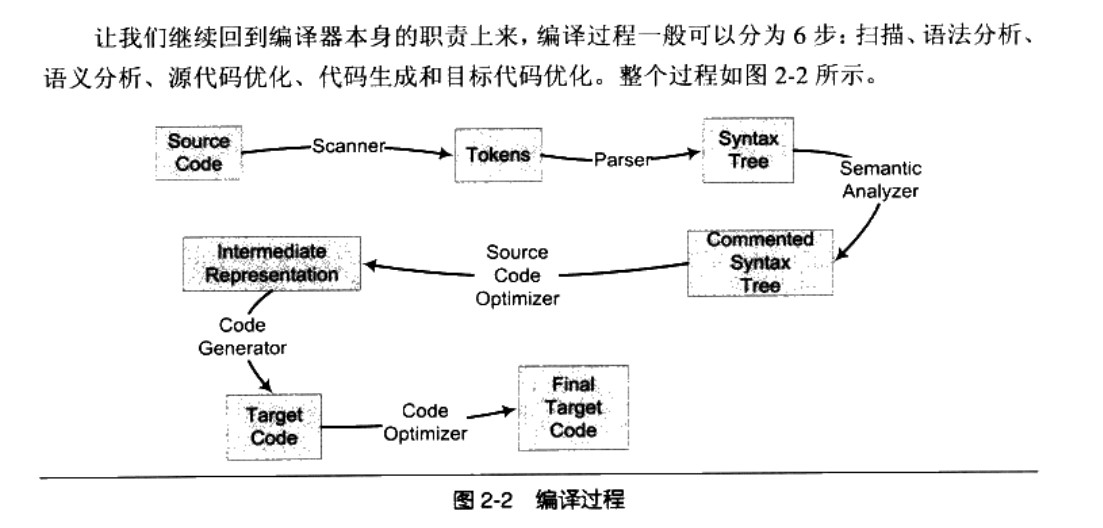 让我们继续回到编译器本身的职责上来，编译过程一般可以分为 6 步：扫描、语法分析、
语义分析、源代码优化、代码生成和目标代码优化。整个过程如图 2-2 所示。
Source
Code
Scanner
Tokens
Parser
Syntax
Tree
Semantic
Analyzer
Commented
Syntax
Tree
Source
Code
Optimizer
Intermediate
Representation
Code
Generator
Target
Code
Code
Optimizer
Final
Target
Code
图 2-2 编译过程